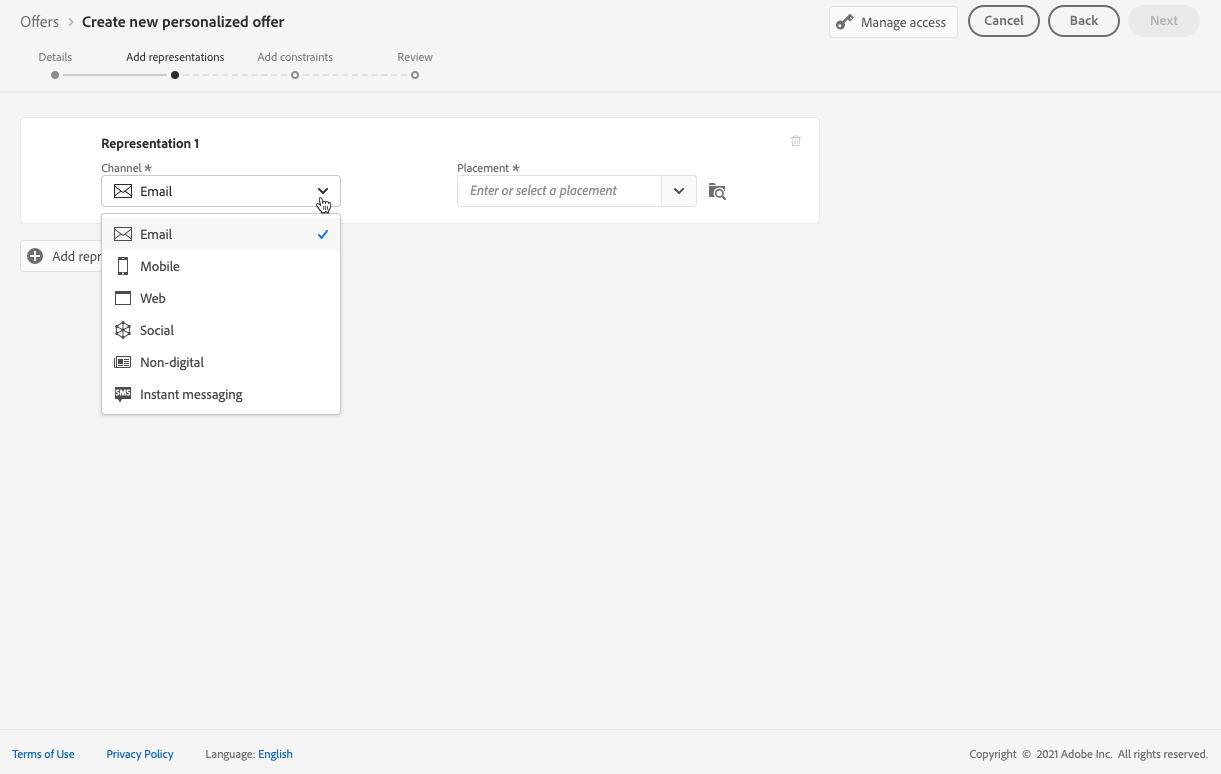 Offers > Create new personalized offer
Manage access
Cancel
Back
Next
Details
Add representations
Add constraints
Review
Representation 1
Channel *
Placement *
Email
Enter or select a placement
Email
Add repr
Mobile
Web
Social
Non-digital
SMS Instant messaging
Terms of Use
Privacy Policy
Language: English
Copyright © 2021 Adobe Inc. All rights reserved.